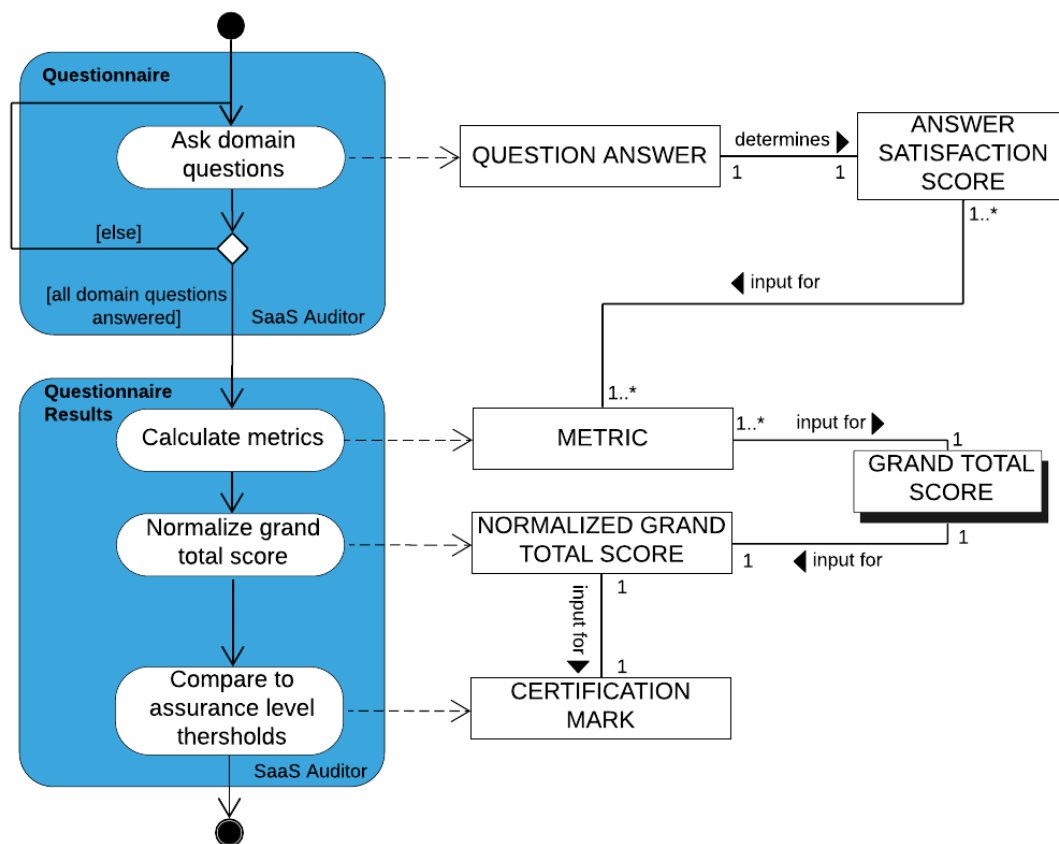 Questionnaire
Ask domain
questions
[else]
[all domain questions
answered]
SaaS Auditor
QUESTION ANSWER
determines
1
1
ANSWER
SATISFACTION
SCORE
1..*
input for
1..*
Questionnaire
Results
Calculate metrics
METRIC
1..*
input for
1
GRAND TOTAL
SCORE
1
Normalize grand
total score
NORMALIZED GRAND
TOTAL SCORE
1
input for
1
input for
1
Compare to
assurance level
thersholds
CERTIFICATION
MARK
SaaS Auditor